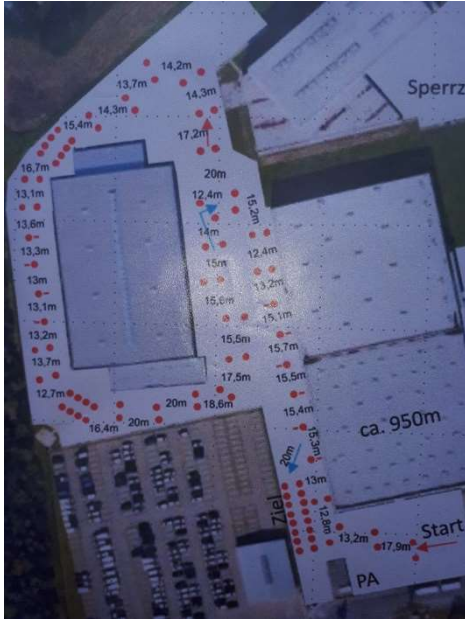 14,2m
13,7m
14,3m
14,3m
15,4m
17,2m
Sperrz
16,7m
20m
13,1m
12,4m
15,2m
13,6m
14m
13,3m
15m
12,4m
13m
13,2m
15,6m
13,1m
15,1m
13,2m
15,5m
15,7m
13,7m
17,5m
15,5m
12,7m
20m
18,6m
15,4m
16,4m
20m
15,3m
ca. 950m
20m
13m
Ziel
12,8m
13,2m
17,9m
Start
PA